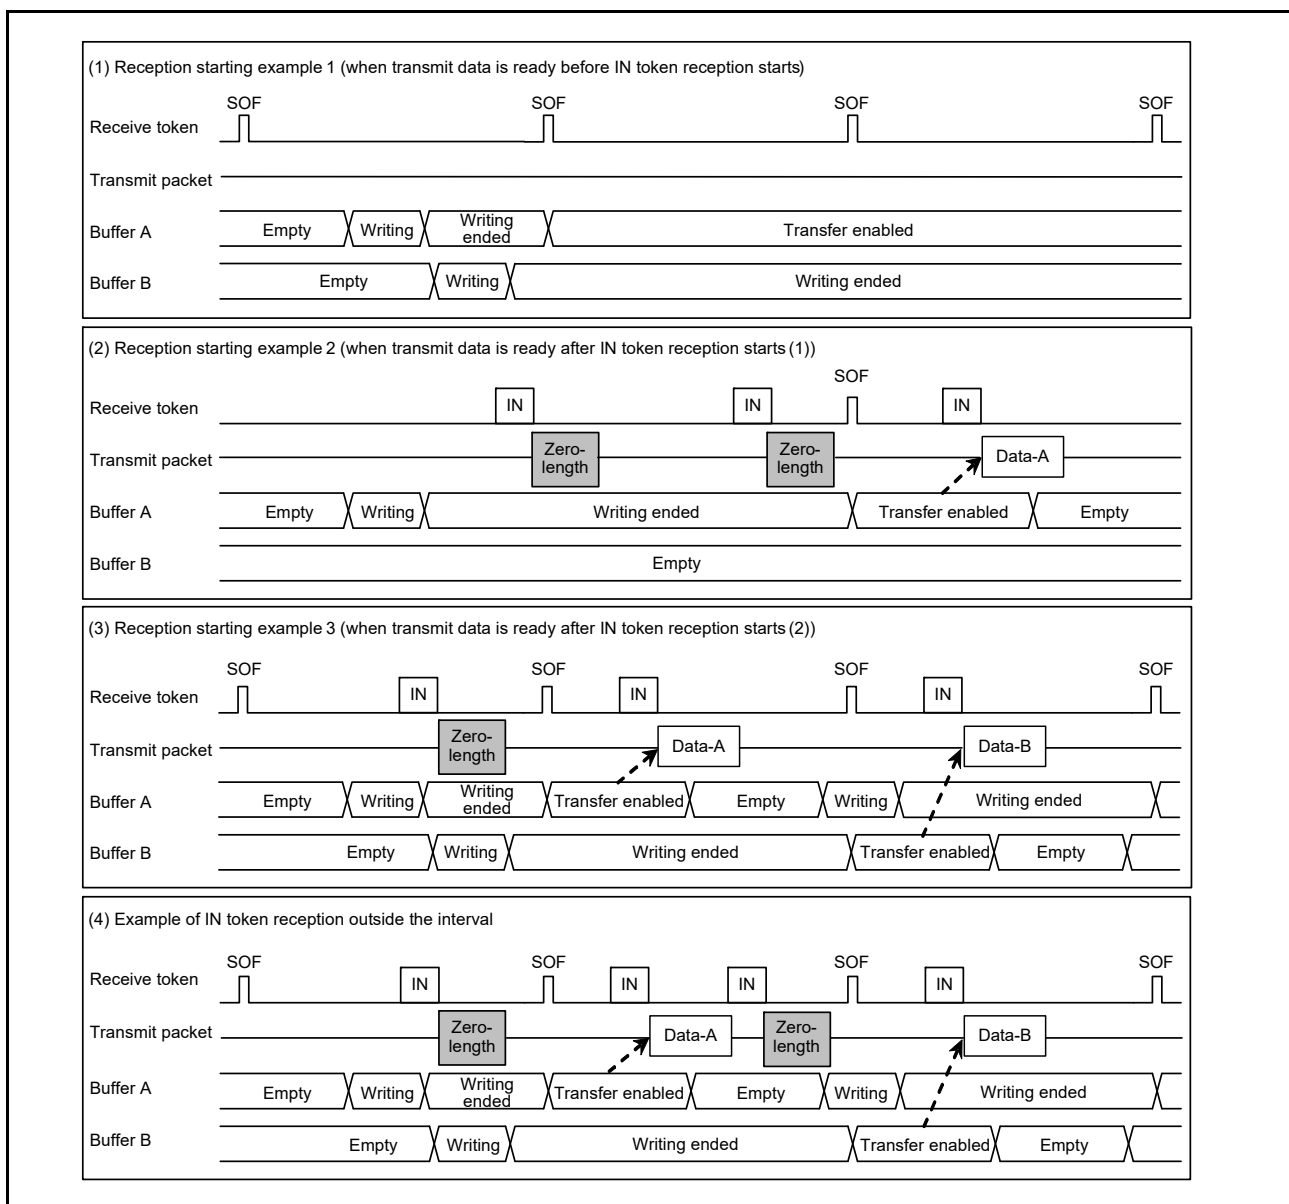 (1) Reception starting example 1 (when transmit data is ready before IN token reception starts)
SOF SOF SOF SOF
Receive token
Transmit packet
Buffer A Empty Writing Writing ended Transfer enabled
Buffer B Empty Writing Writing ended
(2) Reception starting example 2 (when transmit data is ready after IN token reception starts (1))
SOF
Receive token IN IN IN
Transmit packet Zero-length Zero-length Data-A
Buffer A Empty Writing Writing ended Transfer enabled Empty
Buffer B Empty
(3) Reception starting example 3 (when transmit data is ready after IN token reception starts (2))
SOF SOF SOF SOF
Receive token IN IN IN
Transmit packet Zero-length Data-A Data-B
Buffer A Empty Writing Writing ended Transfer enabled Empty Writing Writing ended
Buffer B Empty Writing Writing ended Transfer enabled Empty
(4) Example of IN token reception outside the interval
SOF SOF SOF SOF
Receive token IN IN IN IN
Transmit packet Zero-length Data-A Zero-length Data-B
Buffer A Empty Writing Writing ended Transfer enabled Empty Writing Writing ended
Buffer B Empty Writing Writing ended Transfer enabled Empty